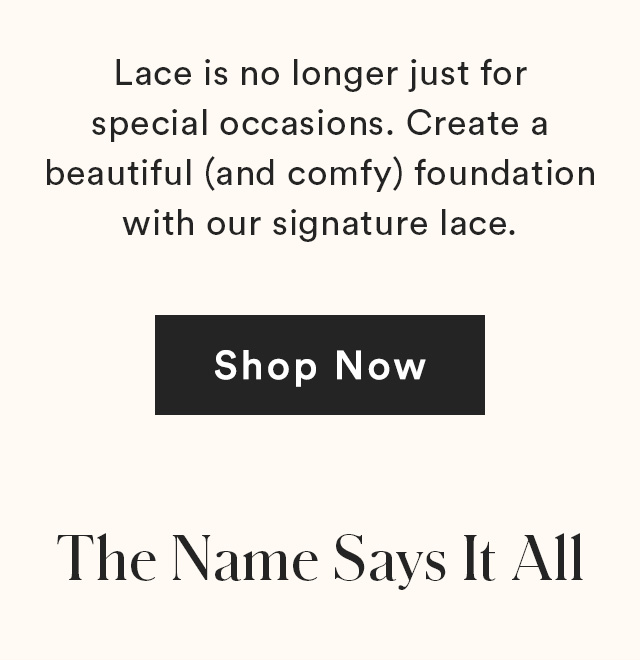 Lace is no longer just for
special occasions. Create a
beautiful (and comfy) foundation
with our signature lace.
Shop Now
The Name Says It All